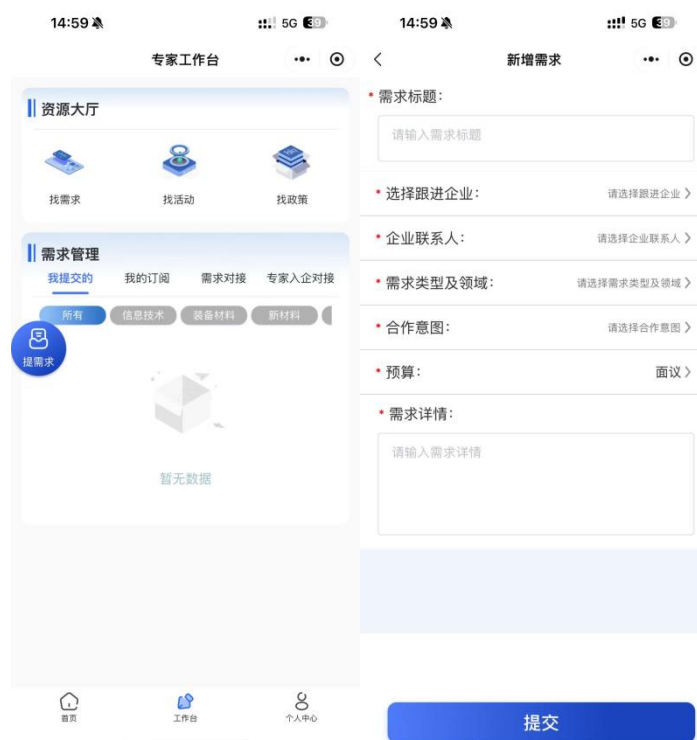 14:59
5G 39
专家工作台
资源大厅
找需求
找活动
找政策
需求管理
我提交的
我的订阅
需求对接
专家入企对接
所有
信息技术
装备材料
新材料
提需求
暂无数据
首页
工作台
个人中心
14:59
5G 39
新增需求
* 需求标题：
请输入需求标题
* 选择跟进企业：
请选择跟进企业
* 企业联系人：
请选择企业联系人
* 需求类型及领域：
请选择需求类型及领域
* 合作意图：
请选择合作意图
* 预算：
面议
* 需求详情：
请输入需求详情
提交